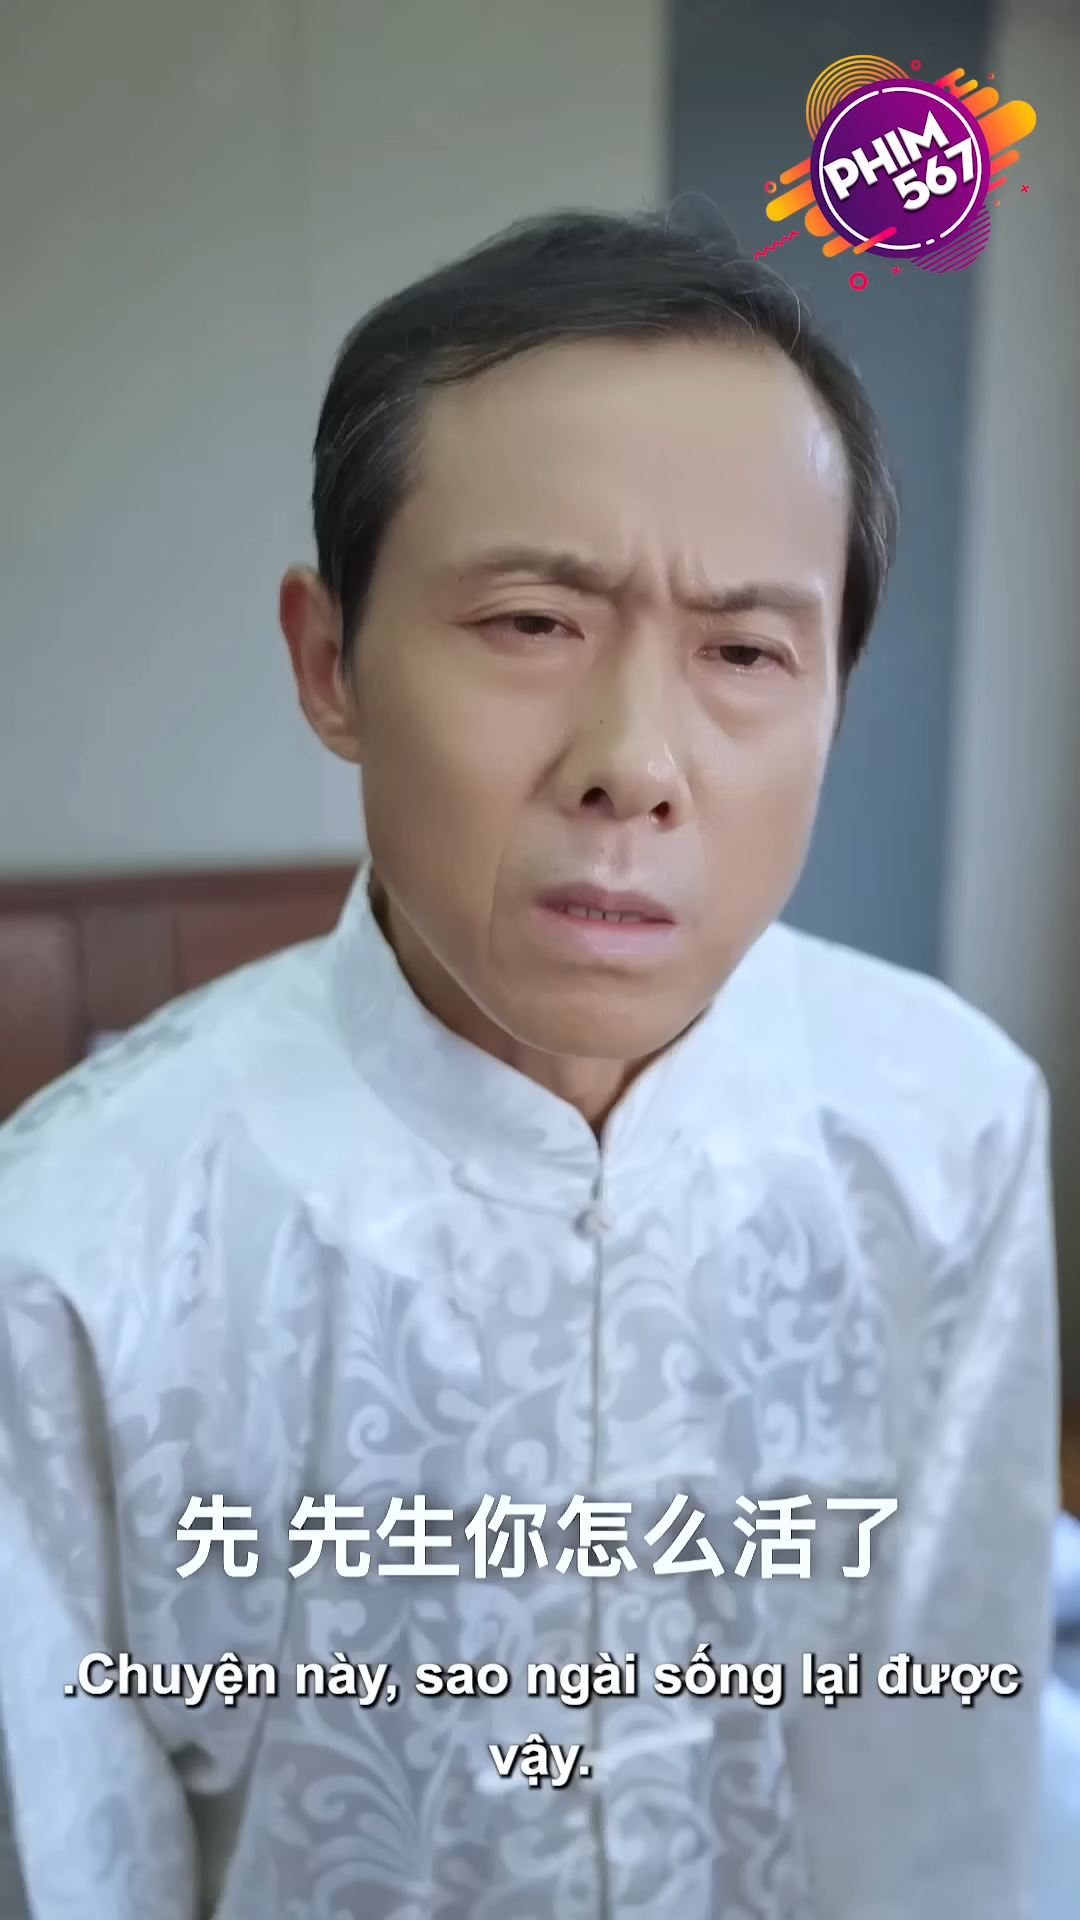 PHIM
567
先 先生你怎么活了
.Chuyện này, sao ngài sống lại được
vậy.